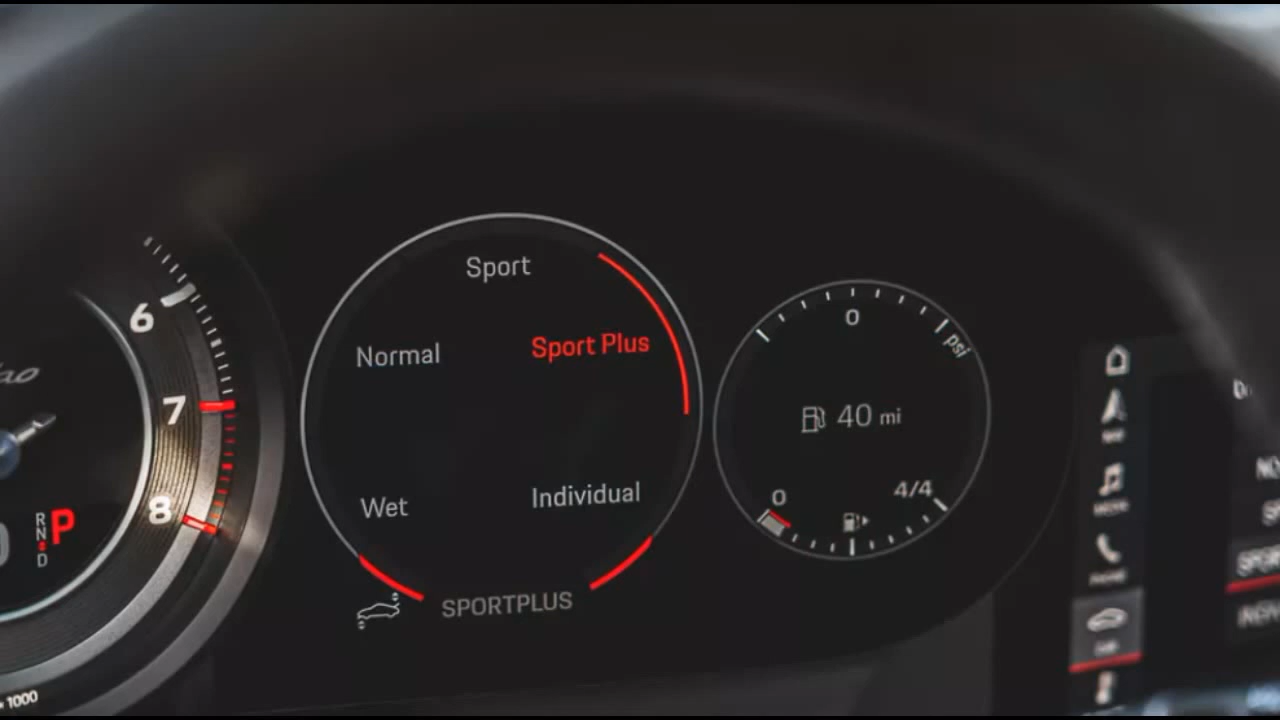 6
7
8
R
N
D
P
1000
Sport
Normal
Sport Plus
Wet
Individual
SPORTPLUS
0
psi
40 mi
0
4/4